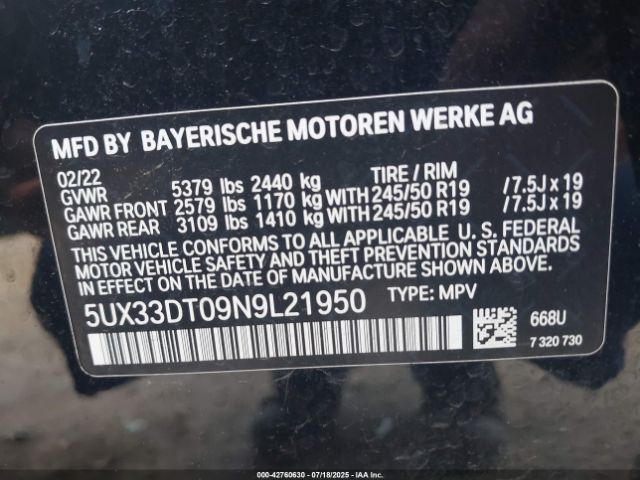 MFD BY BAYERISCHE MOTOREN WERKE AG
02/22 TIRE / RIM
GVWR 5379 lbs 2440 kg
GAWR FRONT 2579 lbs 1170 kg WITH 245/50 R19 / 7.5J x 19
GAWR REAR 3109 lbs 1410 kg WITH 245/50 R19 / 7.5J x 19
THIS VEHICLE CONFORMS TO ALL APPLICABLE U. S. FEDERAL
MOTOR VEHICLE SAFETY AND THEFT PREVENTION STANDARDS
IN EFFECT ON THE DATE OF MANUFACTURE SHOWN ABOVE.
5UX33DT09N9L21950 TYPE: MPV
668U
7 320 730
000-42760630 07/18/2025 - IAAI.com